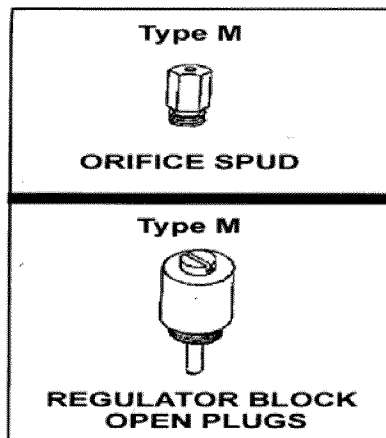 Type M
ORIFICE SPUD
Type M
REGULATOR BLOCK
OPEN PLUGS